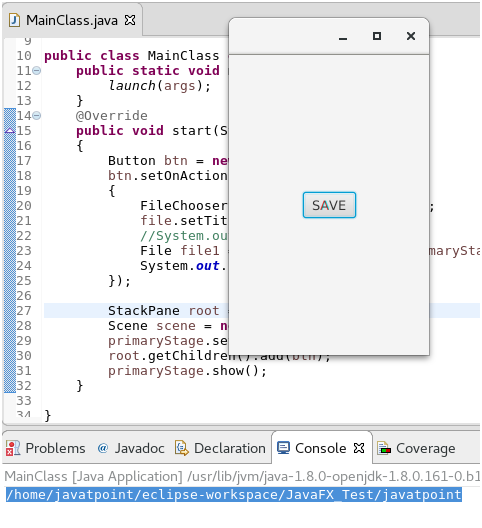 MainClass.java
9
10 public class MainClass
11 public static void
12 launch(args);
13 }
14 @Override
15 public void start(S
16 {
17 Button btn = new
18 btn.setOnAction
19 {
20 FileChooser ;
21 file.setTit
22 //System.ou
23 File file1 marySta
24 System.out.
25 });
26
27 StackPane root
28 Scene scene = n
29 primaryStage.se
30 root.getChildren().add(btn);
31 primaryStage.show();
32 }
33
34 }
SAVE
Problems @ Javadoc Declaration Console Coverage
MainClass [Java Application] /usr/lib/jvm/java-1.8.0-openjdk-1.8.0.161-0.b1
/home/javatpoint/eclipse-workspace/JavaFX_Test/javatpoint